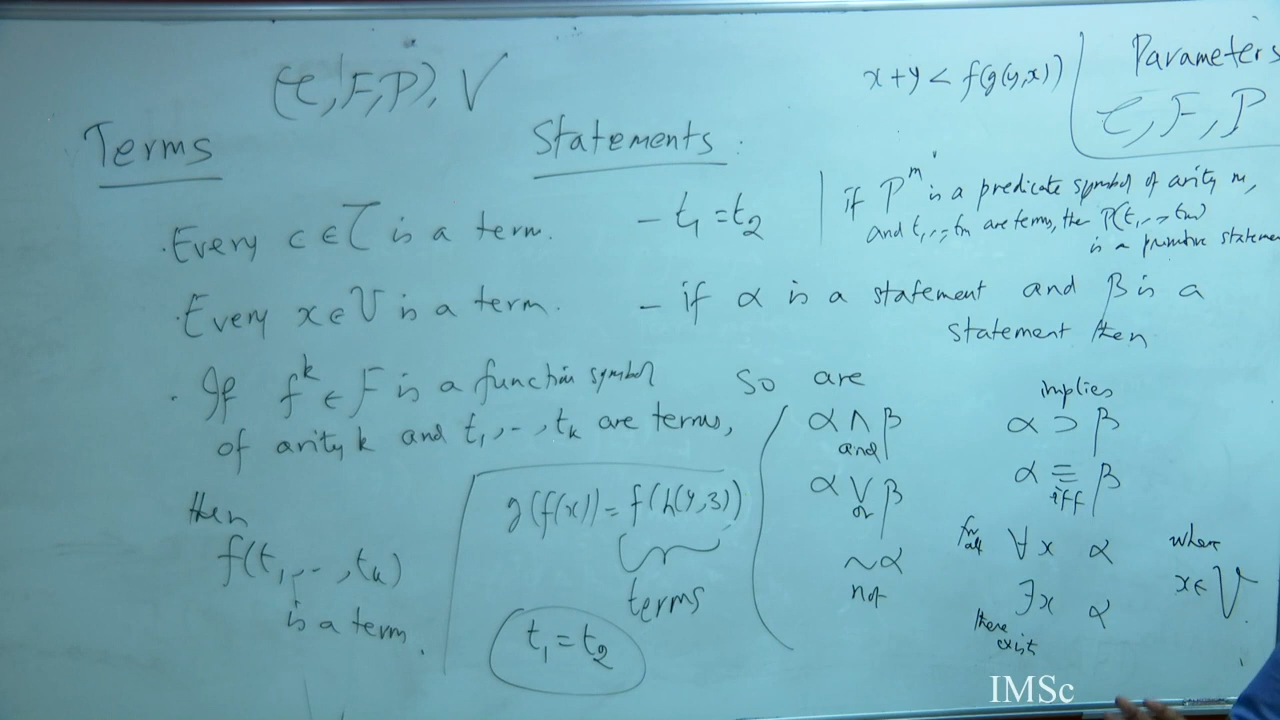 (C, F, P), V
x+y < f(g(y,x))
Parameters
C, F, P
Terms
. Every c ∈ C is a term.
. Every x ∈ V is a term.
. If f^k ∈ F is a function symbol
of arity k and t1, --, tk are terms,
then
f(t1, --, tk)
is a term.
g(f(x)) = f(h(y,3))
terms
t1 = t2
Statements :
- t1 = t2
if P^m is a predicate symbol of arity m,
and t1, --, tm are terms, the P(t1, --, tm)
is a primitive statemen
- if α is a statement and β is a
statement then
so are
α ∧ β
and
α ∨ β
or
~α
not
implies
α ⊃ β
α ≡ β
iff
for all ∀x α where
∃x α x ∈ V
there
exist
IMSc